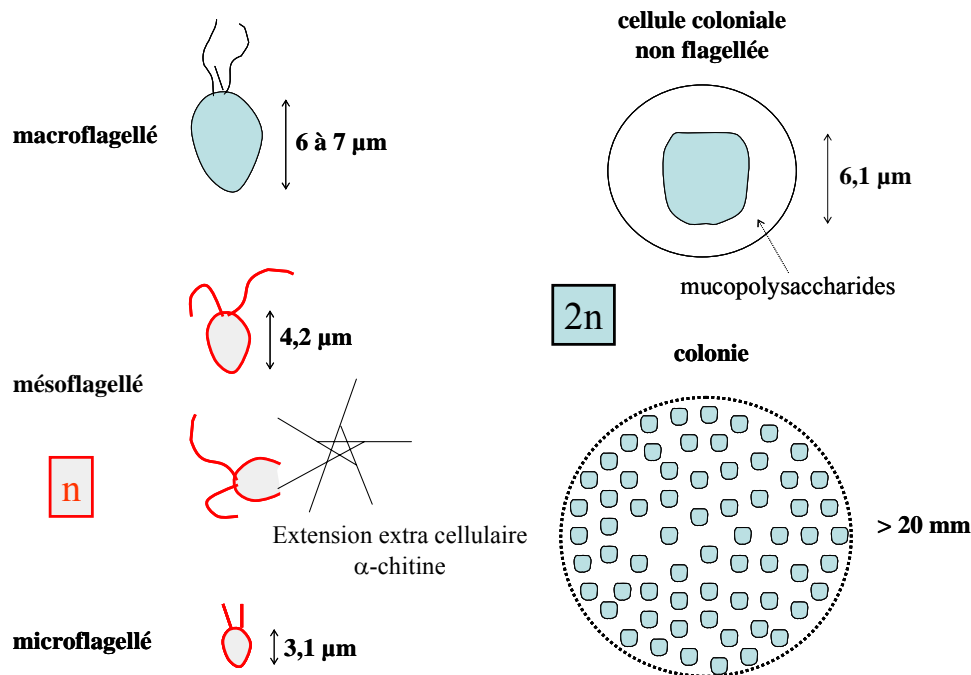 macroflagellé
6 à 7 µm
mésoflagellé
4,2 µm
n
Extension extra cellulaire
α-chitine
microflagellé
3,1 µm
cellule coloniale
non flagellée
6,1 µm
mucopolysaccharides
2n
colonie
> 20 mm